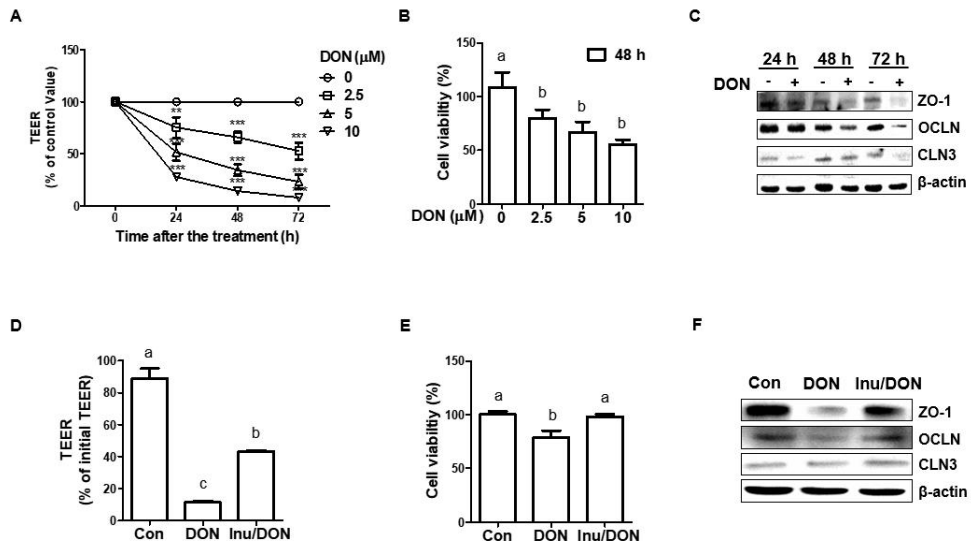 A
TEER
(% of control Value)
150
100
50
0
0 24 48 72
Time after the treatment (h)
DON (µM)
0
2.5
5
10
**
***
***
***
***
***
***
***
***
B
Cell viabiltiy (%)
150
100
50
0
a
b
b
b
48 h
DON (µM) 0 2.5 5 10
C
24 h 48 h 72 h
DON - + - + - +
ZO-1
OCLN
CLN3
β-actin
D
TEER
(% of initial TEER)
100
80
60
40
20
0
a
c
b
Con DON Inu/DON
E
Cell viabiltiy (%)
150
100
50
0
a
b
a
Con DON Inu/DON
F
Con DON Inu/DON
ZO-1
OCLN
CLN3
β-actin